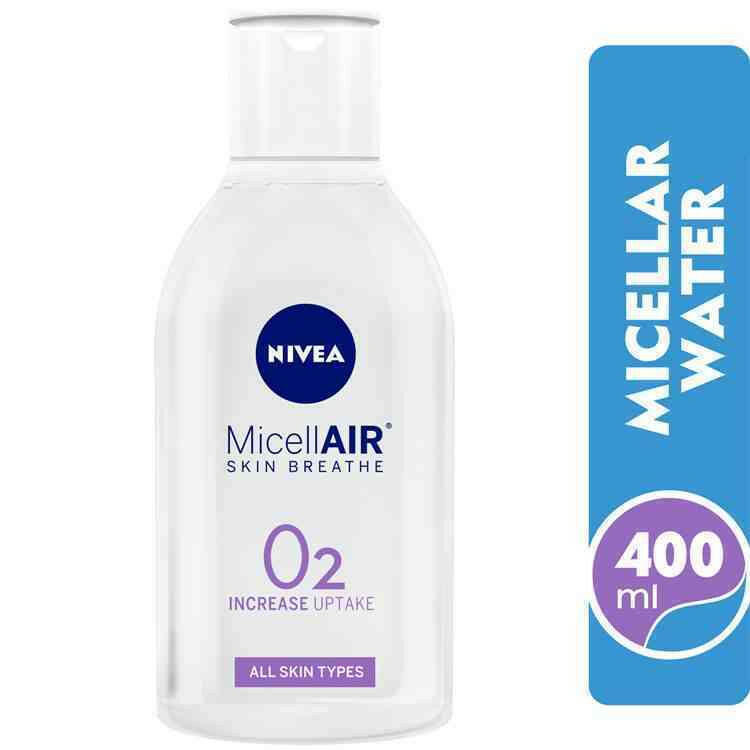 NIVEA
MicellAIR®
SKIN BREATHE
O2
INCREASE UPTAKE
ALL SKIN TYPES
MICELLAR
WATER
400
ml